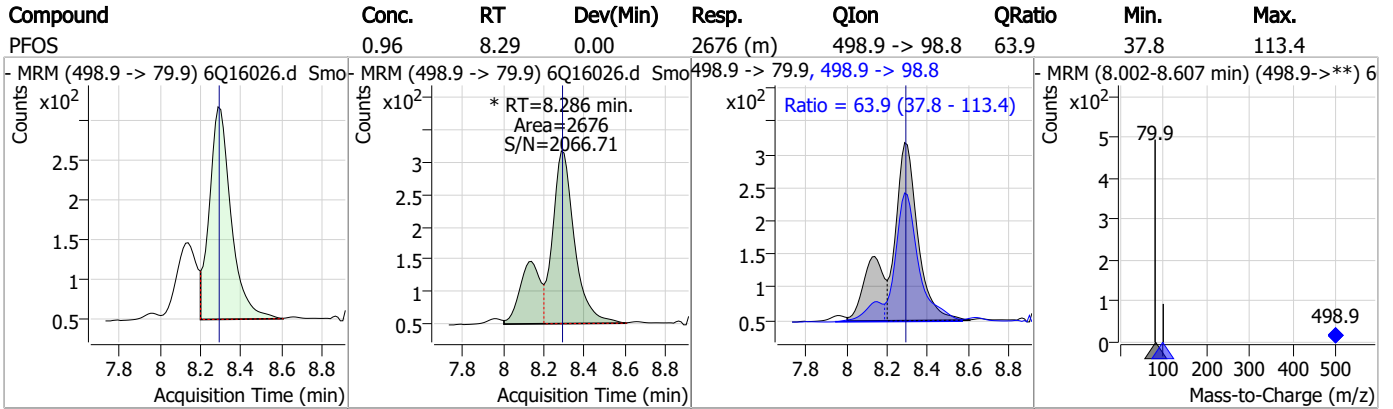 Compound Conc. RT Dev(Min) Resp. QIon QRatio Min. Max.
PFOS 0.96 8.29 0.00 2676 (m) 498.9 -> 98.8 63.9 37.8 113.4
- MRM (498.9 -> 79.9) 6Q16026.d Smo
Counts
x10²
2.5
1.5
1
0.5
7.8 8 8.2 8.4 8.6 8.8
Acquisition Time (min)
- MRM (498.9 -> 79.9) 6Q16026.d Smo
x10²
* RT=8.286 min.
Area=2676
S/N=2066.71
3
2.5
2
1.5
1
0.5
7.8 8 8.2 8.4 8.6 8.8
Acquisition Time (min)
498.9 -> 79.9, 498.9 -> 98.8
x10²
Ratio = 63.9 (37.8 - 113.4)
3
2.5
2
1.5
1
0.5
7.8 8 8.2 8.4 8.6 8.8
Acquisition Time (min)
- MRM (8.002-8.607 min) (498.9->**) 6
Counts
x10²
79.9
5
4
3
2
1
498.9
0
100 200 300 400 500
Mass-to-Charge (m/z)